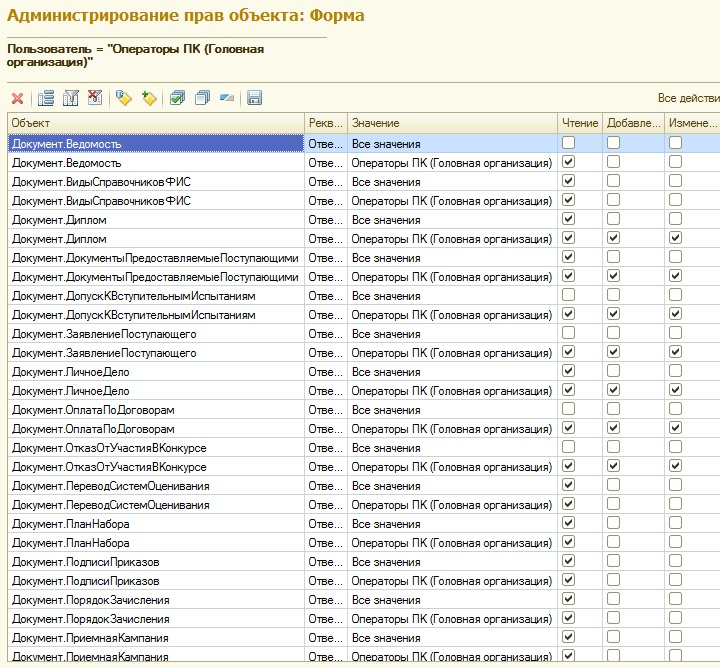 Администрирование прав объекта: Форма
Пользователь = "Операторы ПК (Головная
организация)"
Все действи
Объект Рекв... Значение Чтение Добавле... Измене...
Документ.Ведомость Отве... Все значения
Документ.Ведомость Отве... Операторы ПК (Головная организация)
Документ.ВидыСправочниковФИС Отве... Все значения
Документ.ВидыСправочниковФИС Отве... Операторы ПК (Головная организация)
Документ.Диплом Отве... Все значения
Документ.Диплом Отве... Операторы ПК (Головная организация)
Документ.ДокументыПредоставляемыеПоступающими Отве... Все значения
Документ.ДокументыПредоставляемыеПоступающими Отве... Операторы ПК (Головная организация)
Документ.ДопускКВступительнымИспытаниям Отве... Все значения
Документ.ДопускКВступительнымИспытаниям Отве... Операторы ПК (Головная организация)
Документ.ЗаявлениеПоступающего Отве... Все значения
Документ.ЗаявлениеПоступающего Отве... Операторы ПК (Головная организация)
Документ.ЛичноеДело Отве... Все значения
Документ.ЛичноеДело Отве... Операторы ПК (Головная организация)
Документ.ОплатаПоДоговорам Отве... Все значения
Документ.ОплатаПоДоговорам Отве... Операторы ПК (Головная организация)
Документ.ОтказОтУчастияВКонкурсе Отве... Все значения
Документ.ОтказОтУчастияВКонкурсе Отве... Операторы ПК (Головная организация)
Документ.ПереводСистемОценивания Отве... Все значения
Документ.ПереводСистемОценивания Отве... Операторы ПК (Головная организация)
Документ.ПланНабора Отве... Все значения
Документ.ПланНабора Отве... Операторы ПК (Головная организация)
Документ.ПодписиПриказов Отве... Все значения
Документ.ПодписиПриказов Отве... Операторы ПК (Головная организация)
Документ.ПорядокЗачисления Отве... Все значения
Документ.ПорядокЗачисления Отве... Операторы ПК (Головная организация)
Документ.ПриемнаяКампания Отве... Все значения
Документ.ПриемнаяКампания Отве... Операторы ПК (Головная организация)